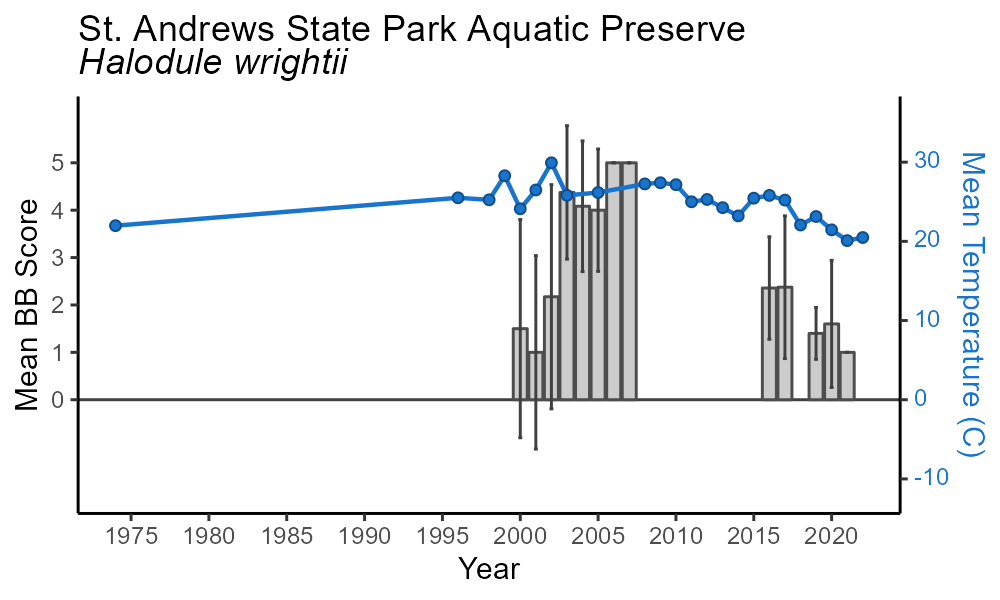 St. Andrews State Park Aquatic Preserve
Halodule wrightii
Mean BB Score
5
4
3
2
1
0
30
20
10
0
-10
Mean Temperature (C)
1975 1980 1985 1990 1995 2000 2005 2010 2015 2020
Year